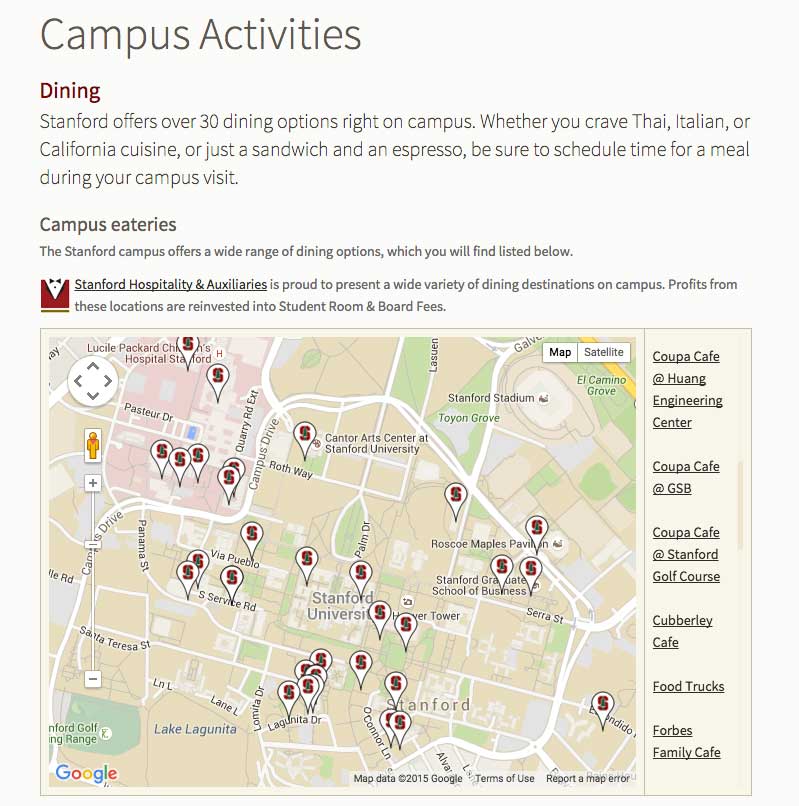 Campus Activities
Dining
Stanford offers over 30 dining options right on campus. Whether you crave Thai, Italian, or
California cuisine, or just a sandwich and an espresso, be sure to schedule time for a meal
during your campus visit.
Campus eateries
The Stanford campus offers a wide range of dining options, which you will find listed below.
Stanford Hospitality & Auxiliaries is proud to present a wide variety of dining destinations on campus. Profits from
these locations are reinvested into Student Room & Board Fees.
Lucile Packard Children's
Hospital Stanford
Map
Satellite
Lasuen
Galvez
Pasteur Dr
Quarry Rd Ext
Campus Drive
Stanford Stadium
El Camino
Grove
Toyon Grove
Cantor Arts Center at
Stanford University
Roth Way
Campus Drive
Panama St
Via Pueblo
Palm Dr
Roscoe Maples Pavilion
S Service Rd
Stanford Graduate
School of Business
Stanford
University
Hoover Tower
Serra St
Santa Teresa St
Ln L
Lane L
Lomita Dr
Lagunita Dr
O'Connor Ln
Stanford
Lake Lagunita
Google
Map data ©2015 Google
Terms of Use
Report a map error
Coupa Cafe
@ Huang
Engineering
Center
Coupa Cafe
@ GSB
Coupa Cafe
@ Stanford
Golf Course
Cubberley
Cafe
Food Trucks
Forbes
Family Cafe